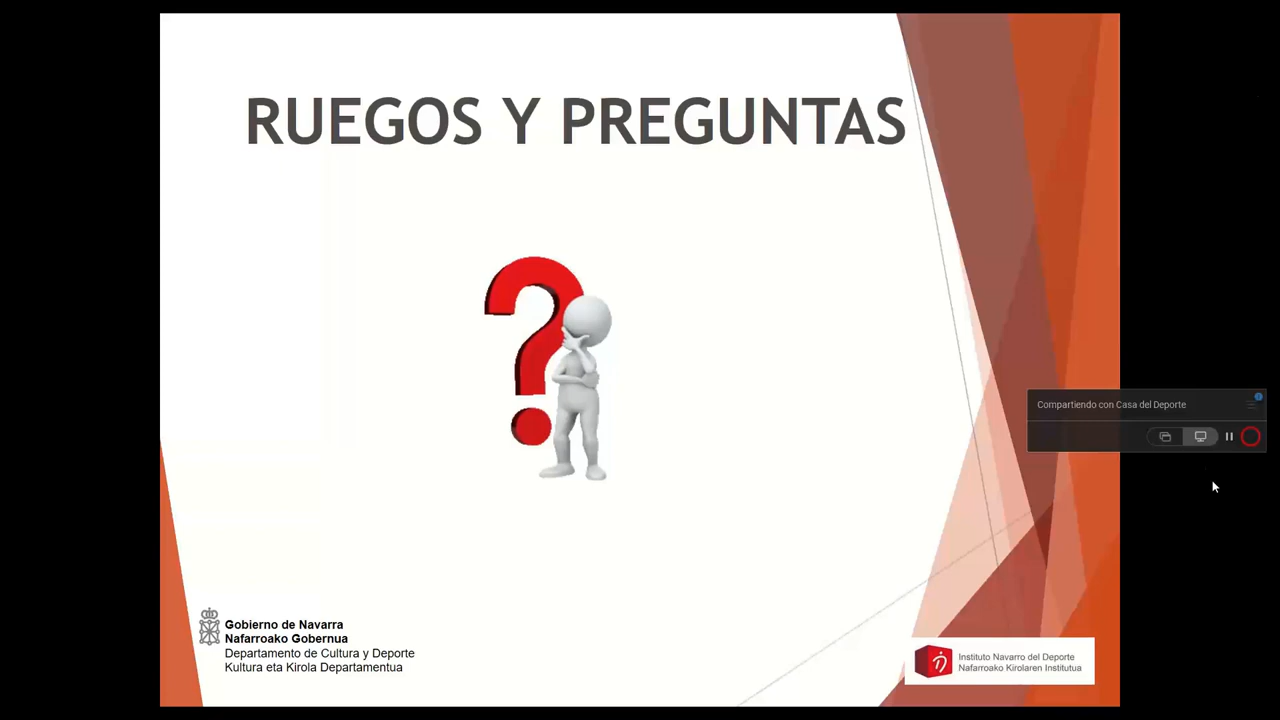 RUEGOS Y PREGUNTAS
Compartiendo con Casa del Deporte
Gobierno de Navarra
Nafarroako Gobernua
Departamento de Cultura y Deporte
Kultura eta Kirola Departamentua
Instituto Navarro del Deporte
Nafarroako Kirolaren Institutua